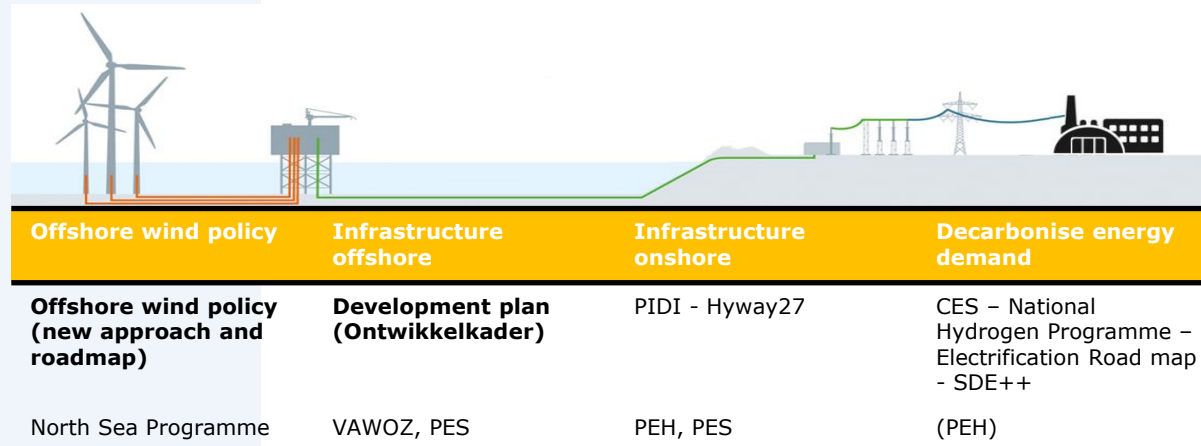 Offshore wind policy
Infrastructure
offshore
Infrastructure
onshore
Decarbonise energy
demand
Offshore wind policy
(new approach and
roadmap)
Development plan
(Ontwikkelkader)
PIDI - Hyway27
CES – National
Hydrogen Programme –
Electrification Road map
- SDE++
North Sea Programme
VAWOZ, PES
PEH, PES
(PEH)